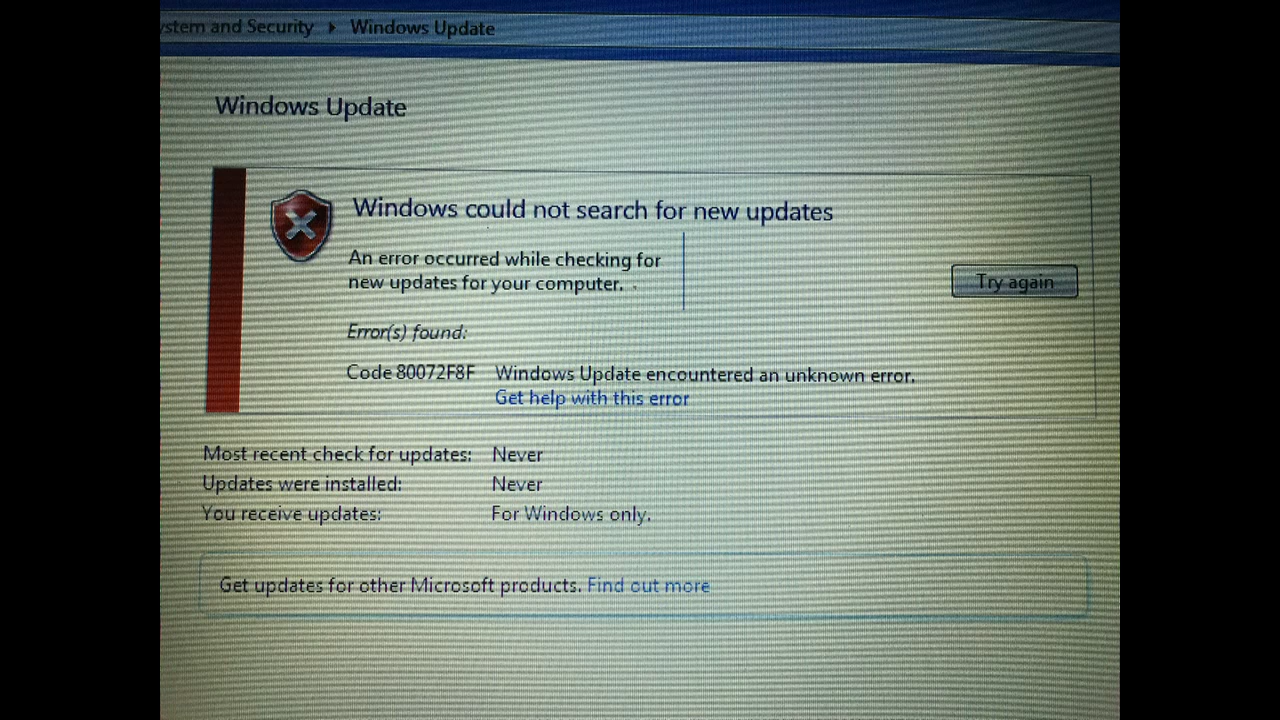 System and Security ▸ Windows Update
Windows Update
Windows could not search for new updates
An error occurred while checking for
new updates for your computer.
Try again
Error(s) found:
Code 80072F8F Windows Update encountered an unknown error.
Get help with this error
Most recent check for updates: Never
Updates were installed: Never
You receive updates: For Windows only.
Get updates for other Microsoft products. Find out more